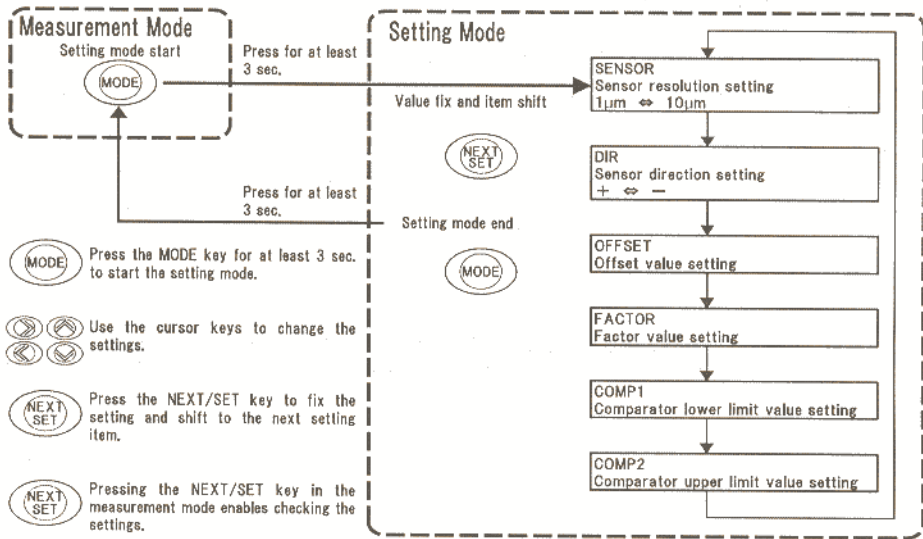 Measurement Mode
Setting mode start
MODE
Press for at least
3 sec.
Press for at least
3 sec.
MODE
Press the MODE key for at least 3 sec.
to start the setting mode.
Use the cursor keys to change the
settings.
NEXT
SET
Press the NEXT/SET key to fix the
setting and shift to the next setting
item.
NEXT
SET
Pressing the NEXT/SET key in the
measurement mode enables checking the
settings.
Setting Mode
Value fix and item shift
NEXT
SET
Setting mode end
MODE
SENSOR
Sensor resolution setting
1μm ⇔ 10μm
DIR
Sensor direction setting
+ ⇔ −
OFFSET
Offset value setting
FACTOR
Factor value setting
COMP1
Comparator lower limit value setting
COMP2
Comparator upper limit value setting